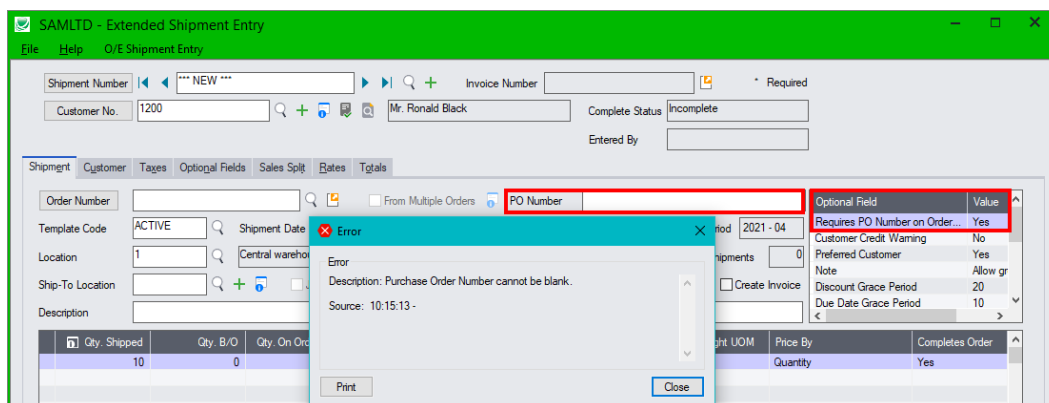 SAMLTD - Extended Shipment Entry
File Help O/E Shipment Entry
Shipment Number *** NEW *** Invoice Number * Required
Customer No. 1200 Mr. Ronald Black Complete Status Incomplete
Entered By
Shipment Customer Taxes Optional Fields Sales Split Rates Totals
Order Number From Multiple Orders PO Number Optional Field Value
Requires PO Number on Order... Yes
Template Code ACTIVE Shipment Date Error 2021 - 04
Customer Credit Warning No
Location 1 Central Error 0 Preferred Customer Yes
Description: Purchase Order Number cannot be blank.
Note Allow gr
Ship-To Location Create Invoice Discount Grace Period 20
Source: 10:15:13 -
Due Date Grace Period 10
Description
Qty. Shipped Qty. B/O Qty. On Ord UOM Price By Completes Order
10 0 Quantity Yes
Print Close